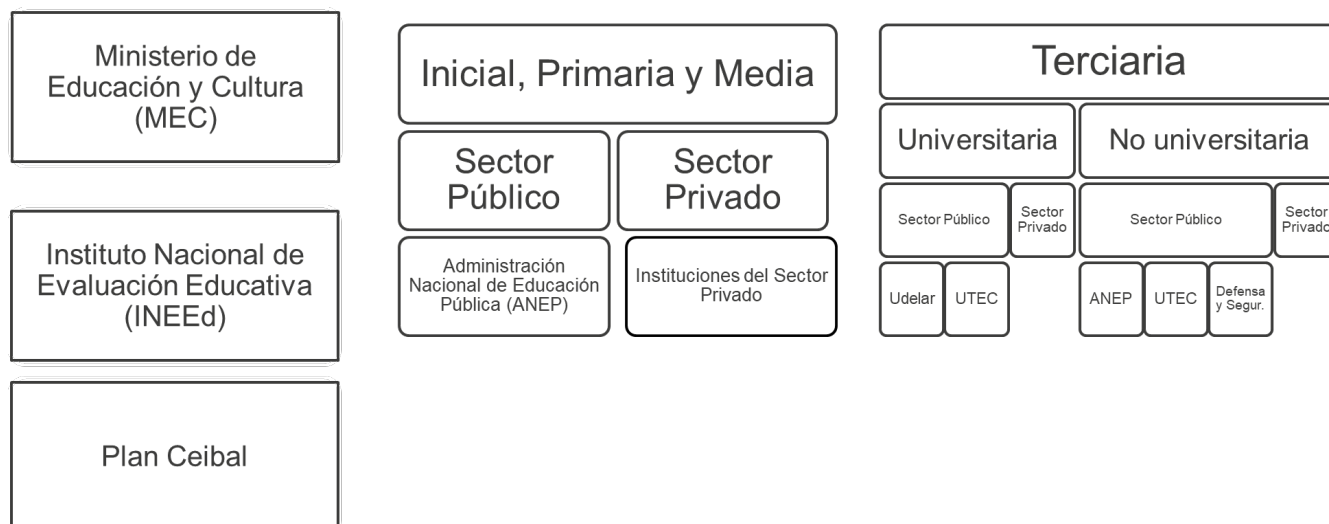 Ministerio de
Educación y Cultura
(MEC)
Instituto Nacional de
Evaluación Educativa
(INEEd)
Plan Ceibal
Inicial, Primaria y Media
Sector
Público
Sector
Privado
Administración
Nacional de Educación
Pública (ANEP)
Instituciones del Sector
Privado
Terciaria
Universitaria
No universitaria
Sector Público
Sector
Privado
Sector Público
Sector
Privado
Udelar
UTEC
ANEP
UTEC
Defensa
y Segur.